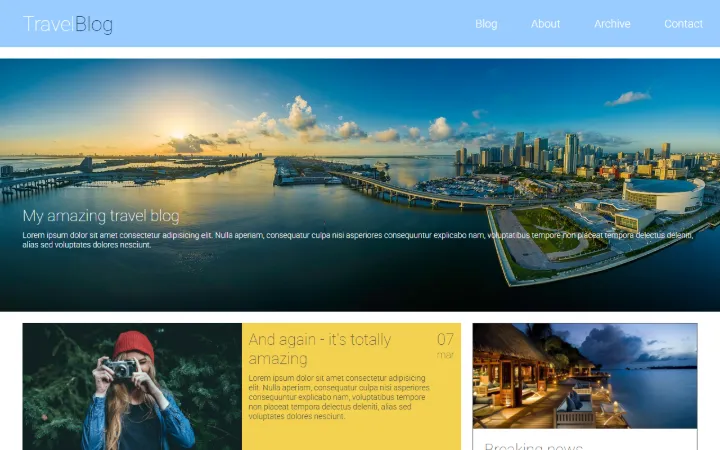 TravelBlog
Blog About Archive Contact
My amazing travel blog
Lorem ipsum dolor sit amet consectetur adipisicing elit. Nulla aperiam, consequatur culpa nisi asperiores consequuntur explicabo nam, voluptatibus tempore non placeat tempora delectus deleniti,
alias sed voluptates dolores nesciunt.
And again - it's totally
amazing
07
mar
Lorem ipsum dolor sit amet consectetur adipisicing
elit. Nulla aperiam, consequatur culpa nisi asperiores
consequuntur explicabo nam, voluptatibus tempore
non placeat tempora delectus deleniti, alias sed
voluptates dolores nesciunt.
Breaking news